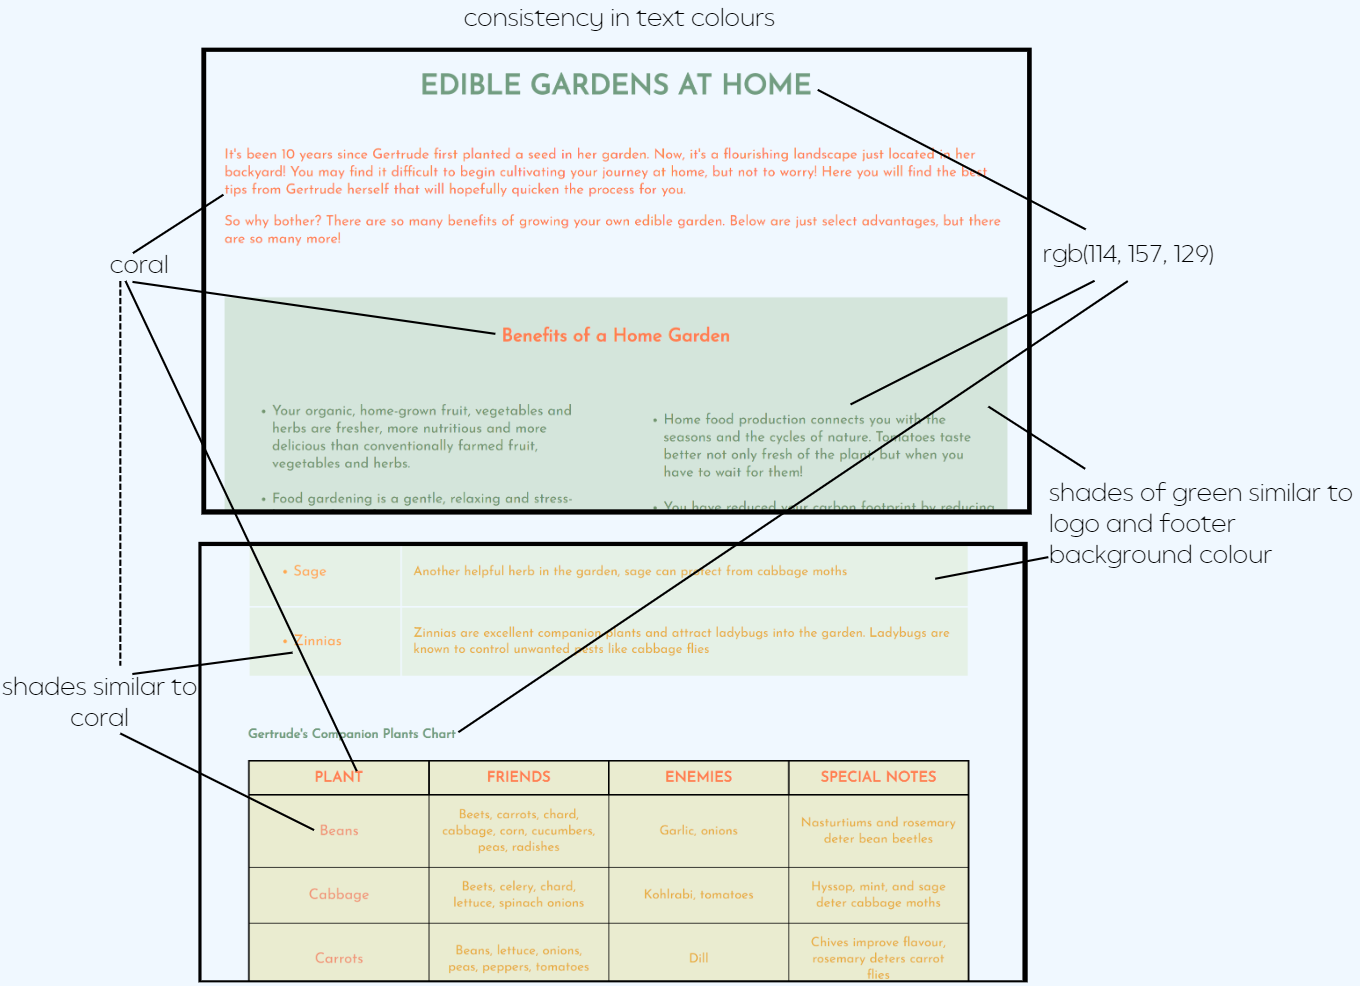 consistency in text colours
EDIBLE GARDENS AT HOME
It's been 10 years since Gertrude first planted a seed in her garden. Now, it's a flourishing landscape just located in her
backyard! You may find it difficult to begin cultivating your journey at home, but not to worry! Here you will find the best
tips from Gertrude herself that will hopefully quicken the process for you.
So why bother? There are so many benefits of growing your own edible garden. Below are just select advantages, but there
are so many more!
coral
rgb(114, 157, 129)
Benefits of a Home Garden
• Your organic, home-grown fruit, vegetables and
herbs are fresher, more nutritious and more
delicious than conventionally farmed fruit,
vegetables and herbs.
• Food gardening is a gentle, relaxing and stress-
• Home food production connects you with the
seasons and the cycles of nature. Tomatoes taste
better not only fresh of the plant, but when you
have to wait for them!
• You have reduced your carbon footprint by reducing
shades of green similar to
logo and footer
background colour
• Sage
Another helpful herb in the garden, sage can protect from cabbage moths
• Zinnias
Zinnias are excellent companion plants and attract ladybugs into the garden. Ladybugs are
known to control unwanted pests like cabbage flies
shades similar to
coral
Gertrude's Companion Plants Chart
PLANT FRIENDS ENEMIES SPECIAL NOTES
Beans
Beets, carrots, chard,
cabbage, corn, cucumbers,
peas, radishes
Garlic, onions
Nasturtiums and rosemary
deter bean beetles
Cabbage
Beets, celery, chard,
lettuce, spinach onions
Kohlrabi, tomatoes
Hyssop, mint, and sage
deter cabbage moths
Carrots
Beans, lettuce, onions,
peas, peppers, tomatoes
Dill
Chives improve flavour,
rosemary deters carrot
flies